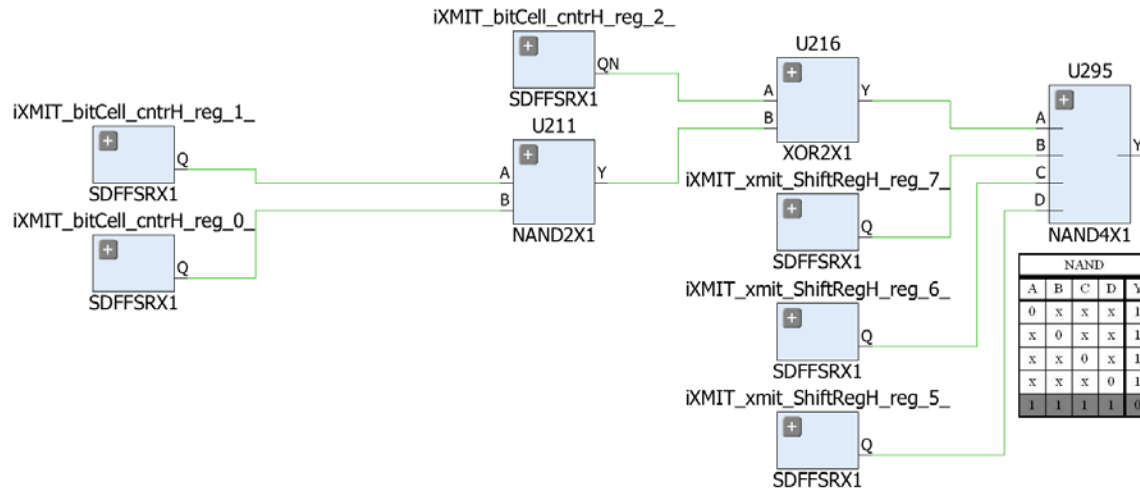 iXMIT_bitCell_cntrH_reg_2_
QN
SDFFSRX1
iXMIT_bitCell_cntrH_reg_1_
Q
SDFFSRX1
iXMIT_bitCell_cntrH_reg_0_
Q
SDFFSRX1
U211
A
B
Y
NAND2X1
U216
A
B
Y
XOR2X1
iXMIT_xmit_ShiftRegH_reg_7_
Q
SDFFSRX1
iXMIT_xmit_ShiftRegH_reg_6_
Q
SDFFSRX1
iXMIT_xmit_ShiftRegH_reg_5_
Q
SDFFSRX1
U295
A
B
C
D
Y
NAND4X1
NAND
A B C D Y
0 x x x 1
x 0 x x 1
x x 0 x 1
x x x 0 1
1 1 1 1 0